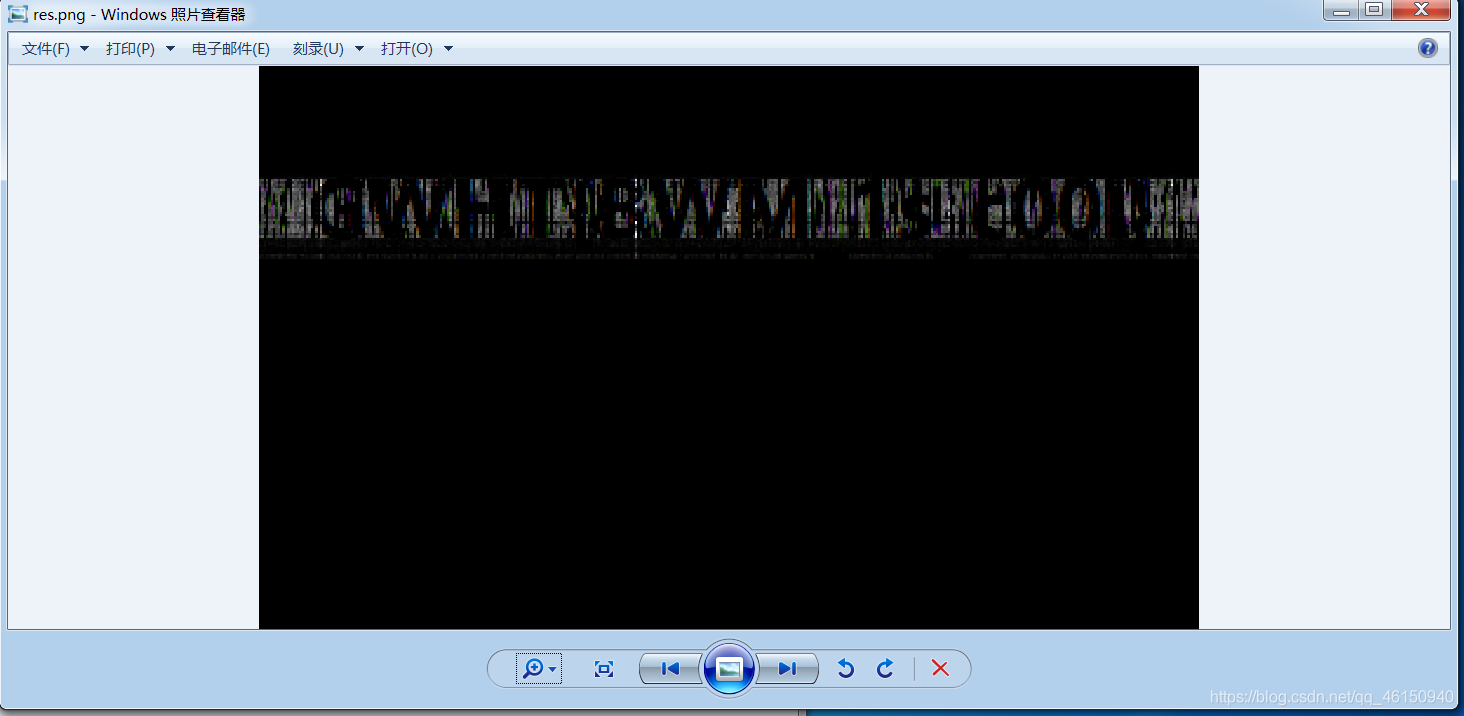 res.png - Windows 照片查看器
文件(F) 打印(P) 电子邮件(E) 刻录(U) 打开(O)
https://blog.csdn.net/qq_46150940